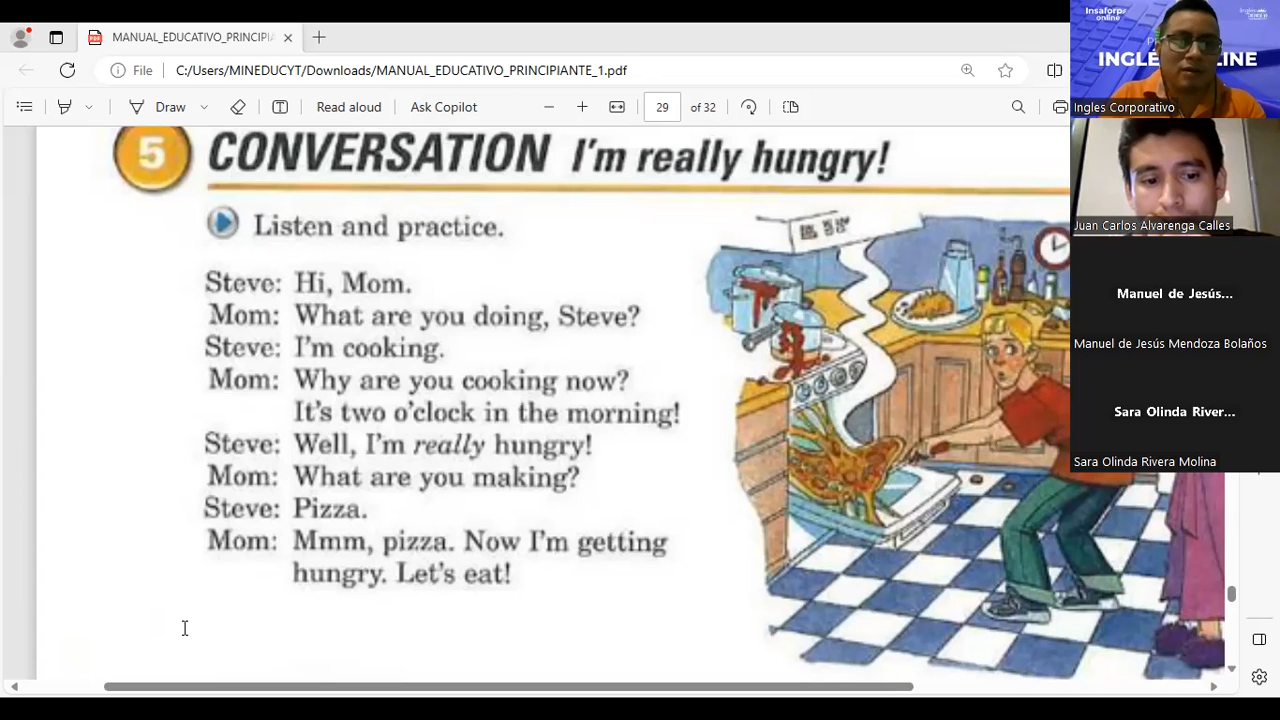 MANUAL_EDUCATIVO_PRINCIPIA
File
C:/Users/MINEDUCYT/Downloads/MANUAL_EDUCATIVO_PRINCIPIANTE_1.pdf
Draw
Read aloud
Ask Copilot
29 of 32
5 CONVERSATION I'm really hungry!
Listen and practice.
Steve: Hi, Mom.
Mom: What are you doing, Steve?
Steve: I'm cooking.
Mom: Why are you cooking now?
It's two o'clock in the morning!
Steve: Well, I'm really hungry!
Mom: What are you making?
Steve: Pizza.
Mom: Mmm, pizza. Now I'm getting
hungry. Let's eat!
Insaforp
online
INGLÉ
LINE
Ingles Corporativo
Juan Carlos Alvarenga Calles
Manuel de Jesús...
Manuel de Jesús Mendoza Bolaños
Sara Olinda River...
Sara Olinda Rivera Molina